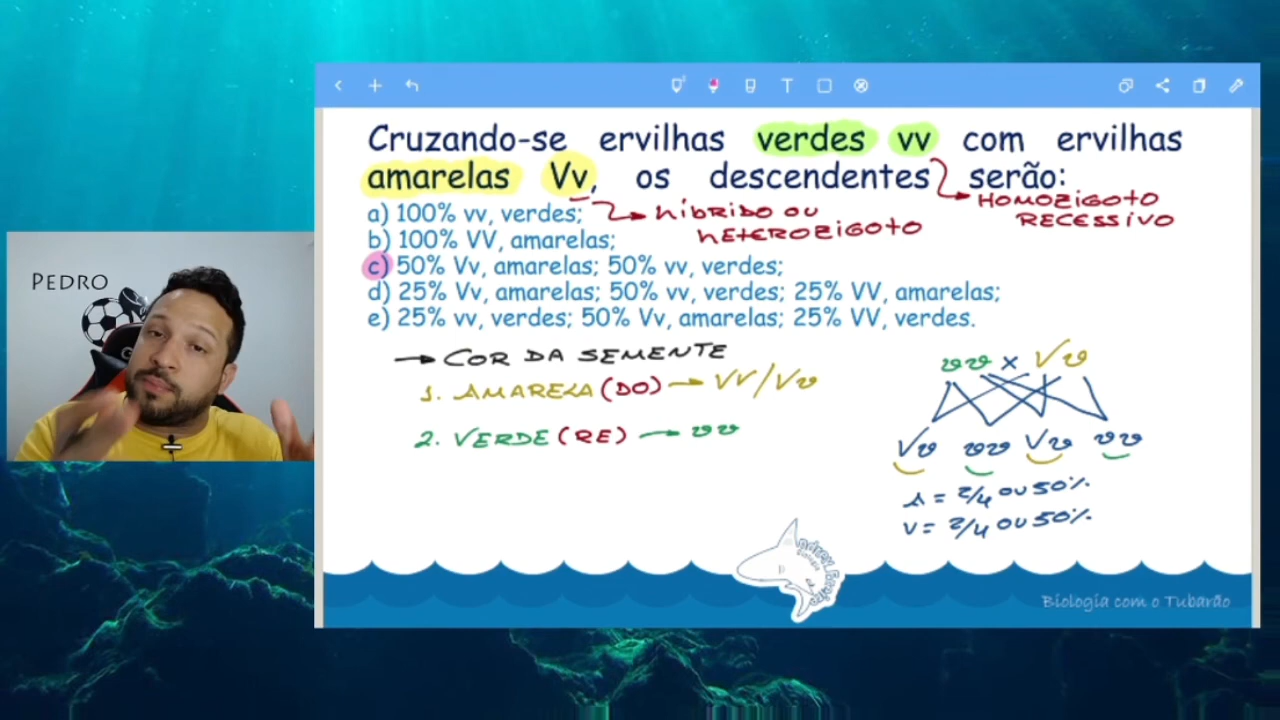 Cruzando-se ervilhas verdes vv com ervilhas
amarelas Vv, os descendentes serão:
a) 100% vv, verdes;
b) 100% VV, amarelas;
c) 50% Vv, amarelas; 50% vv, verdes;
d) 25% Vv, amarelas; 50% vv, verdes; 25% VV, amarelas;
e) 25% vv, verdes; 50% Vv, amarelas; 25% VV, verdes.
HÍBRIDO OU
HETEROZIGOTO
HOMOZIGOTO
RECESSIVO
→ COR DA SEMENTE
1. AMARELA (DO) → VV/Vv
2. VERDE (RE) → vv
vv x Vv
Vv vv Vv vv
A = 2/4 OU 50%
V = 2/4 OU 50%
PEDRO
Biologia com o Tubarão